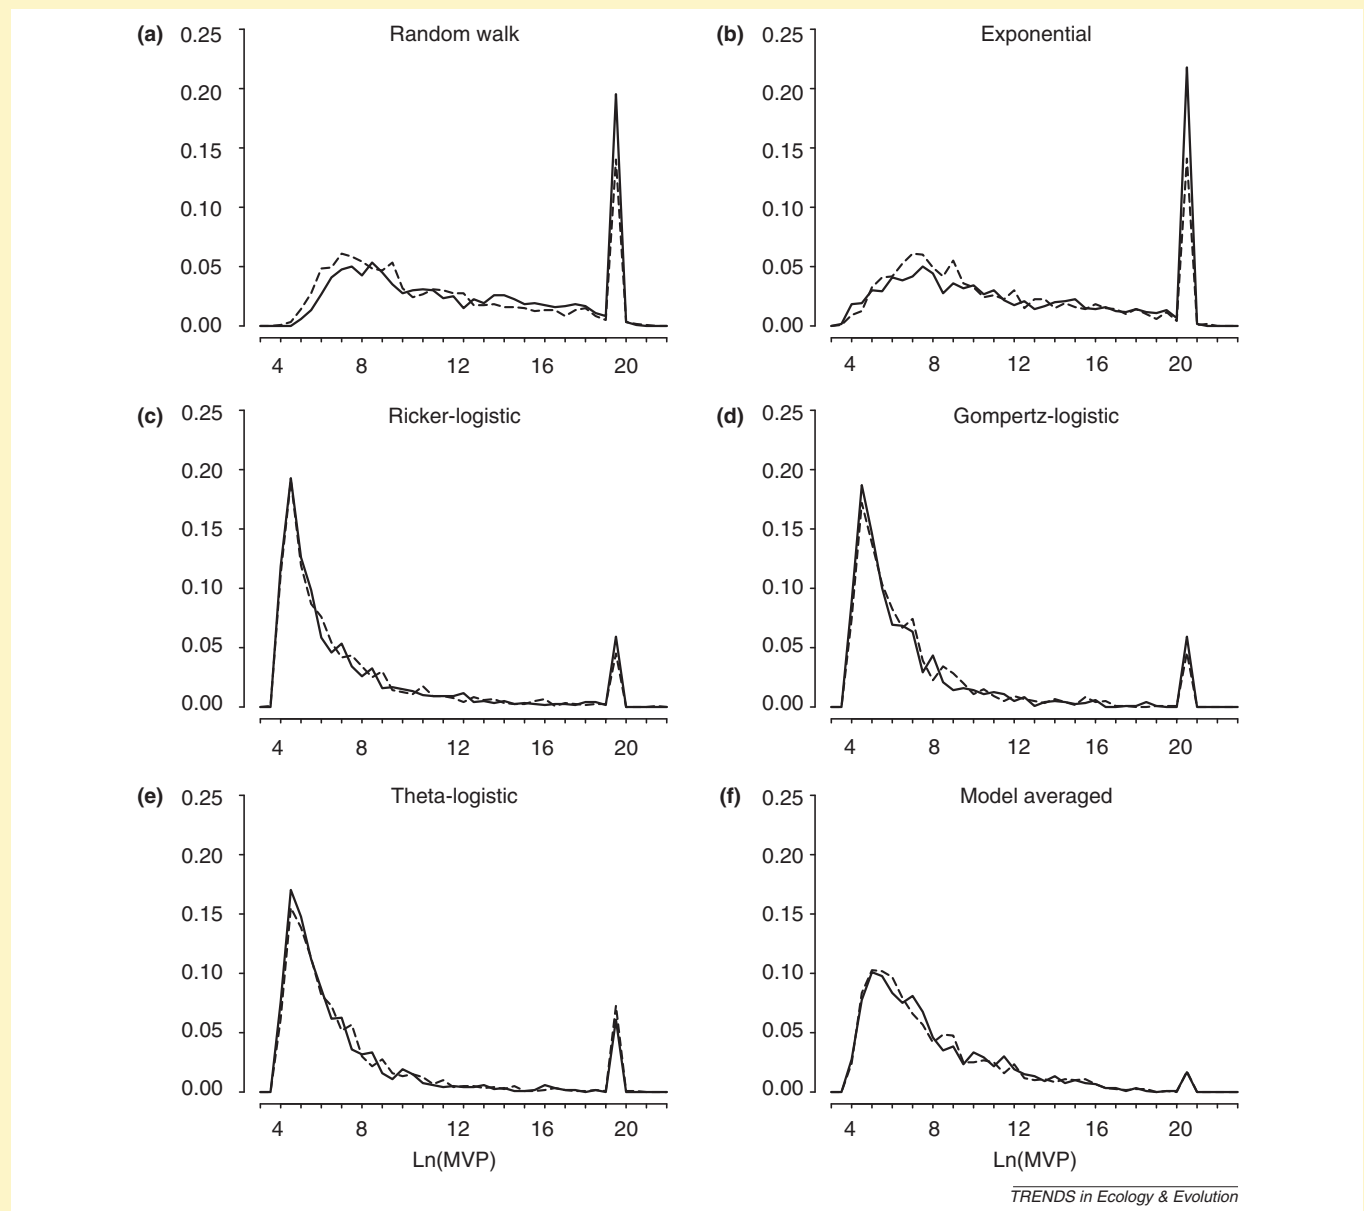 (a) Random walk
0.25
0.20
0.15
0.10
0.05
0.00
4 8 12 16 20
(b) Exponential
0.25
0.20
0.15
0.10
0.05
0.00
4 8 12 16 20
(c) Ricker-logistic
0.25
0.20
0.15
0.10
0.05
0.00
4 8 12 16 20
(d) Gompertz-logistic
0.25
0.20
0.15
0.10
0.05
0.00
4 8 12 16 20
(e) Theta-logistic
0.25
0.20
0.15
0.10
0.05
0.00
4 8 12 16 20
Ln(MVP)
(f) Model averaged
0.25
0.20
0.15
0.10
0.05
0.00
4 8 12 16 20
Ln(MVP)
TRENDS in Ecology & Evolution